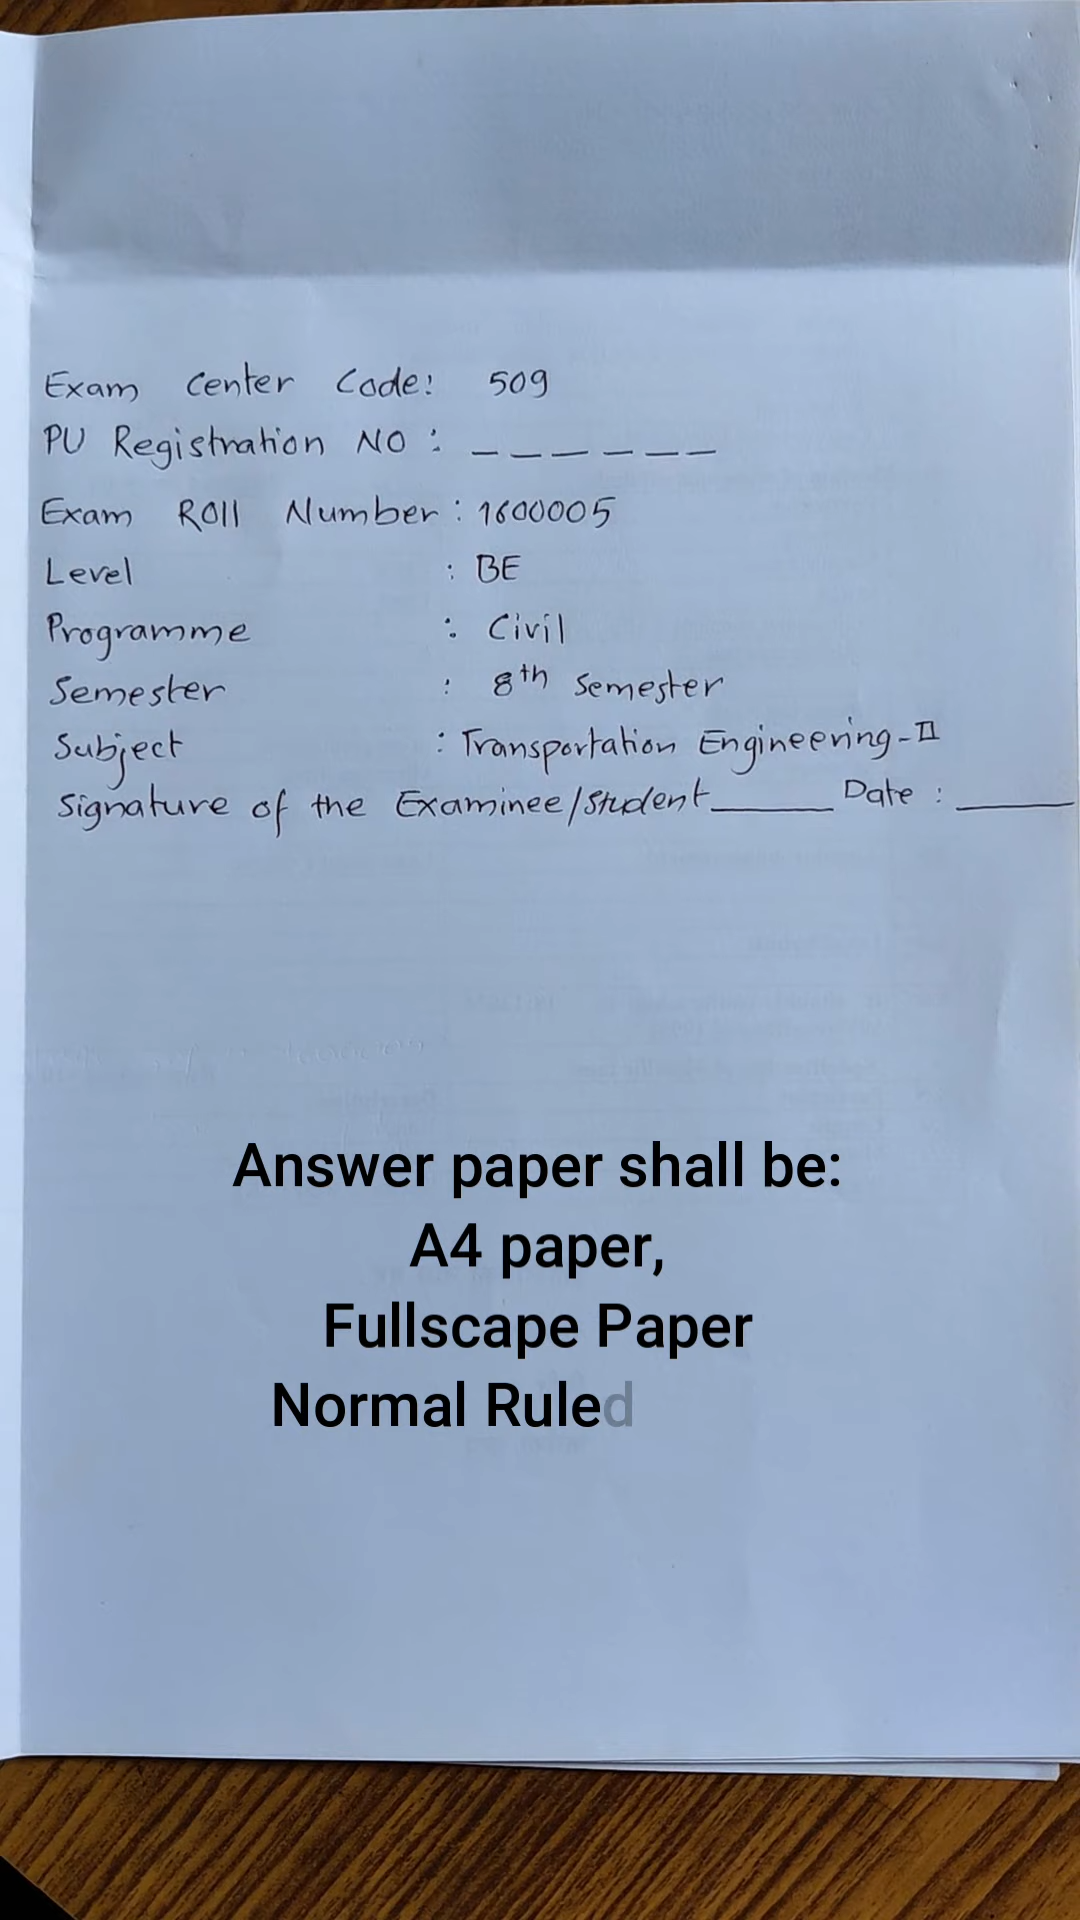 Exam Center Code: 509
PU Registration NO : _ _ _ _ _ _
Exam Roll Number : 1600005
Level : BE
Programme : Civil
Semester : 8th Semester
Subject : Transportation Engineering-II
Signature of the Examinee/Student______ Date : ______
Answer paper shall be:
A4 paper,
Fullscape Paper
Normal Ruled